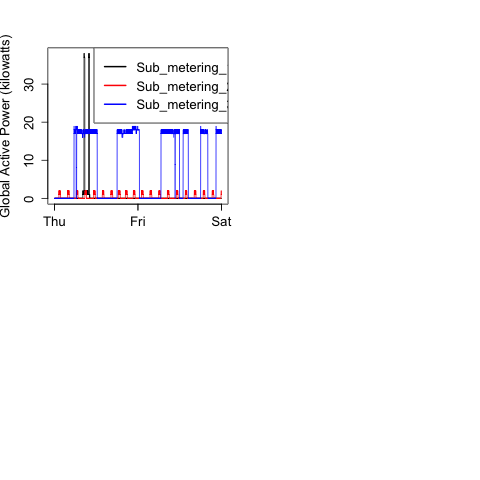 Global Active Power (kilowatts)
30
20
10
0
Sub_metering_
Sub_metering_
Sub_metering_
Thu Fri Sat